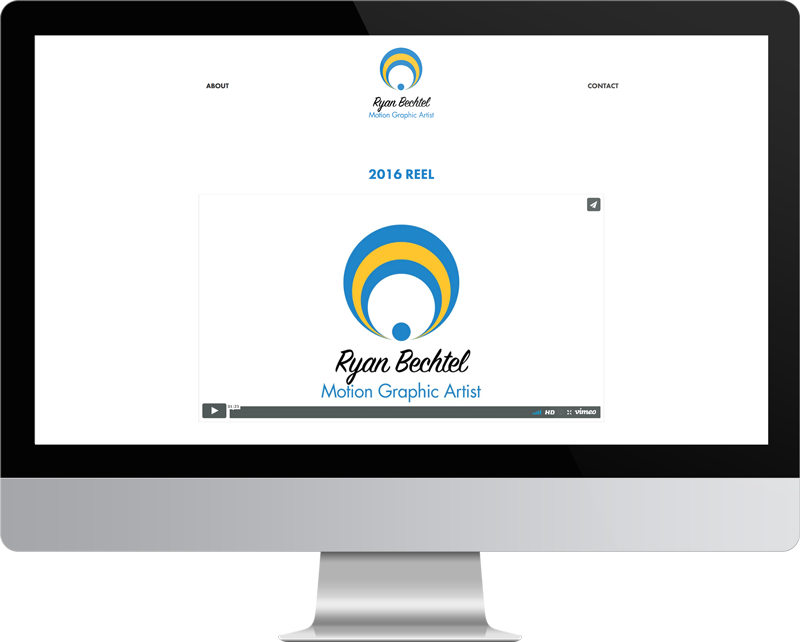 ABOUT
CONTACT
Ryan Bechtel
Motion Graphic Artist
2016 REEL
Ryan Bechtel
Motion Graphic Artist
01:25
HD
vimeo